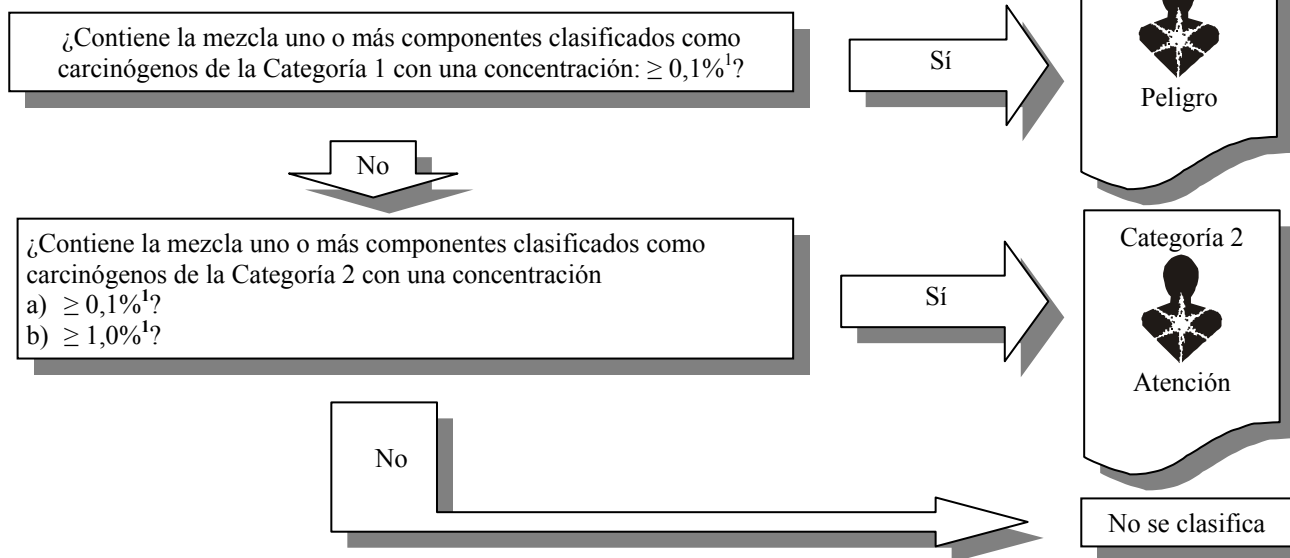 ¿Contiene la mezcla uno o más componentes clasificados como
carcinógenos de la Categoría 1 con una concentración: ≥ 0,1%¹?
Sí
Peligro
No
¿Contiene la mezcla uno o más componentes clasificados como
carcinógenos de la Categoría 2 con una concentración
a) ≥ 0,1%¹?
b) ≥ 1,0%¹?
Sí
Categoría 2
Atención
No
No se clasifica